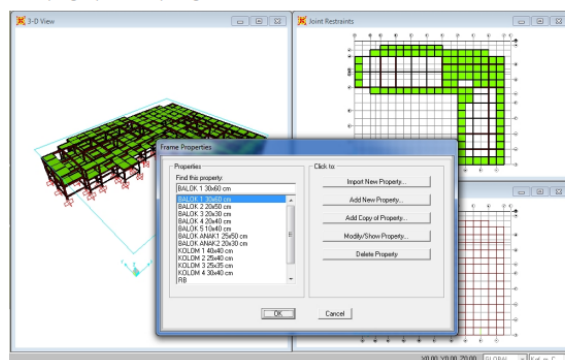 3-D View
Joint Restraints
Frame Properties
Properties
Find this property:
BALOK 1 30x60 cm
BALOK 1 30x60 cm
BALOK 2 20x50 cm
BALOK 3 20x30 cm
BALOK 4 20x40 cm
BALOK 5 10x40 cm
BALOK ANAK1 25x50 cm
BALOK ANAK2 20x30 cm
KOLOM 1 40x40 cm
KOLOM 2 25x40 cm
KOLOM 3 25x35 cm
KOLOM 4 30x40 cm
RB
Click to:
Import New Property...
Add New Property...
Add Copy of Property...
Modify/Show Property...
Delete Property
OK
Cancel
GLOBAL